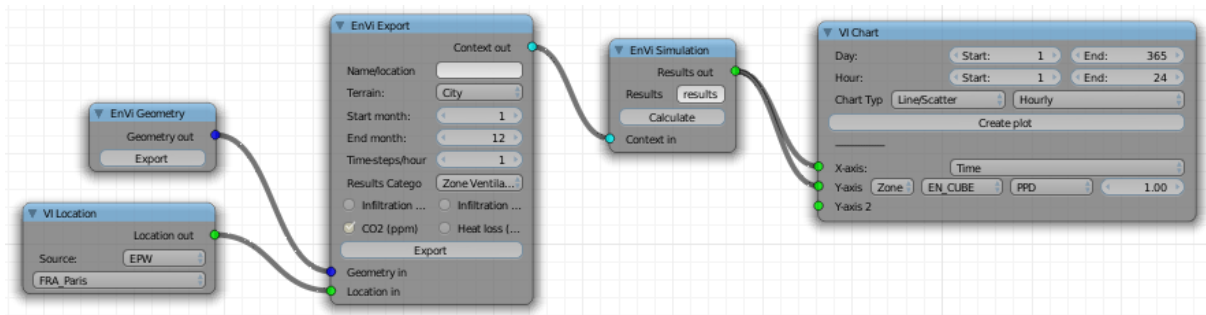 EnVi Geometry
Geometry out
Export
VI Location
Location out
Source: EPW
FRA_Paris
EnVi Export
Context out
Name/location
Terrain: City
Start month: 1
End month: 12
Time-steps/hour 1
Results Catego Zone Ventila...
Infiltration ... Infiltration ...
CO2 (ppm) Heat loss (...
Export
Geometry in
Location in
EnVi Simulation
Results out
Results results
Calculate
Context in
VI Chart
Day: Start: 1 End: 365
Hour: Start: 1 End: 24
Chart Typ Line/Scatter Hourly
Create plot
X-axis: Time
Y-axis Zone EN_CUBE PPD 1.00
Y-axis 2